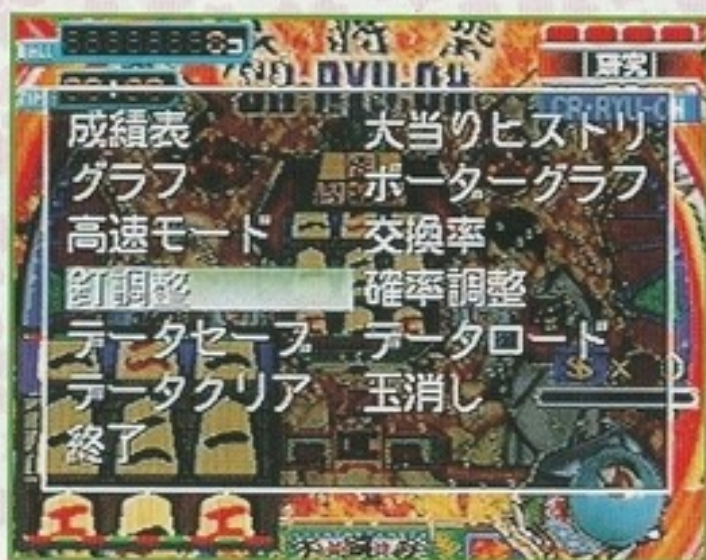 研究
CR・RYU-OH
成績表 大当りヒストリ
グラフ ボーダーグラフ
高速モード 交換率
釘調整 確率調整
データセーブ データロード
データクリア 玉消し
終了